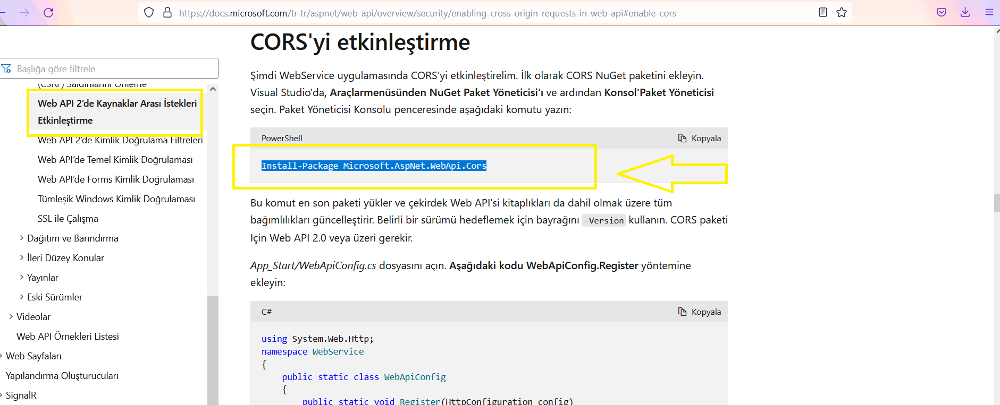 https://docs.microsoft.com/tr-tr/aspnet/web-api/overview/security/enabling-cross-origin-requests-in-web-api#enable-cors
Başlığa göre filtrele
(CSRF) Saldırılarını Önleme
Web API 2’de Kaynaklar Arası İstekleri
Etkinleştirme
Web API 2’de Kimlik Doğrulama Filtreleri
Web API’de Temel Kimlik Doğrulaması
Web API’de Forms Kimlik Doğrulaması
Tümleşik Windows Kimlik Doğrulaması
SSL ile Çalışma
Dağıtım ve Barındırma
İleri Düzey Konular
Yayınlar
Eski Sürümler
Videolar
Web API Örnekleri Listesi
Web Sayfaları
Yapılandırma Oluşturucuları
SignalR
CORS'yi etkinleştirme
Şimdi WebService uygulamasında CORS'yi etkinleştirelim. İlk olarak CORS NuGet paketini ekleyin.
Visual Studio'da, Araçlarmenüsünden NuGet Paket Yöneticisi'ı ve ardından Konsol'Paket Yöneticisi
seçin. Paket Yöneticisi Konsolu penceresinde aşağıdaki komutu yazın:
PowerShell
Kopyala
Install-Package Microsoft.AspNet.WebApi.Cors
Bu komut en son paketi yükler ve çekirdek Web API'si kitaplıkları da dahil olmak üzere tüm
bağımlılıkları güncelleştirir. Belirli bir sürümü hedeflemek için bayrağını -Version kullanın. CORS paketi
Için Web API 2.0 veya üzeri gerekir.
App_Start/WebApiConfig.cs dosyasını açın. Aşağıdaki kodu WebApiConfig.Register yöntemine
ekleyin:
C#
Kopyala
using System.Web.Http;
namespace WebService
{
public static class WebApiConfig
{
public static void Register(HttpConfiguration config)